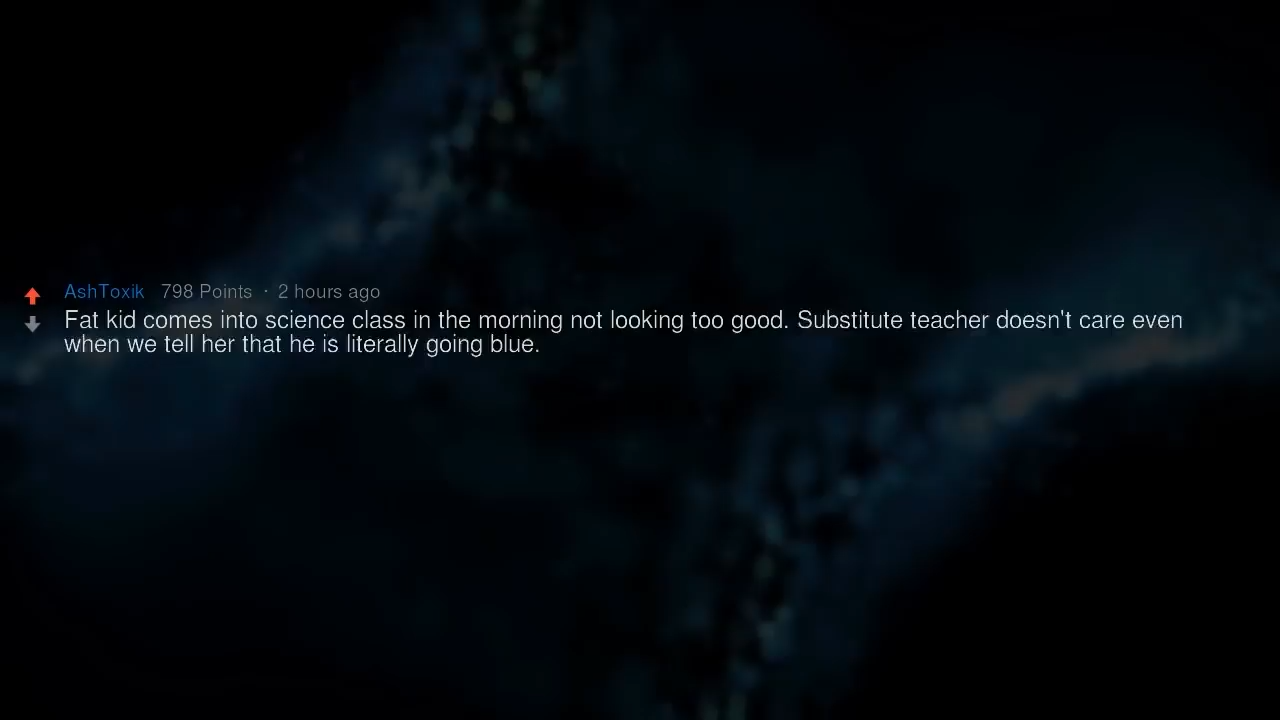 AshToxik 798 Points · 2 hours ago
Fat kid comes into science class in the morning not looking too good. Substitute teacher doesn't care even
when we tell her that he is literally going blue.